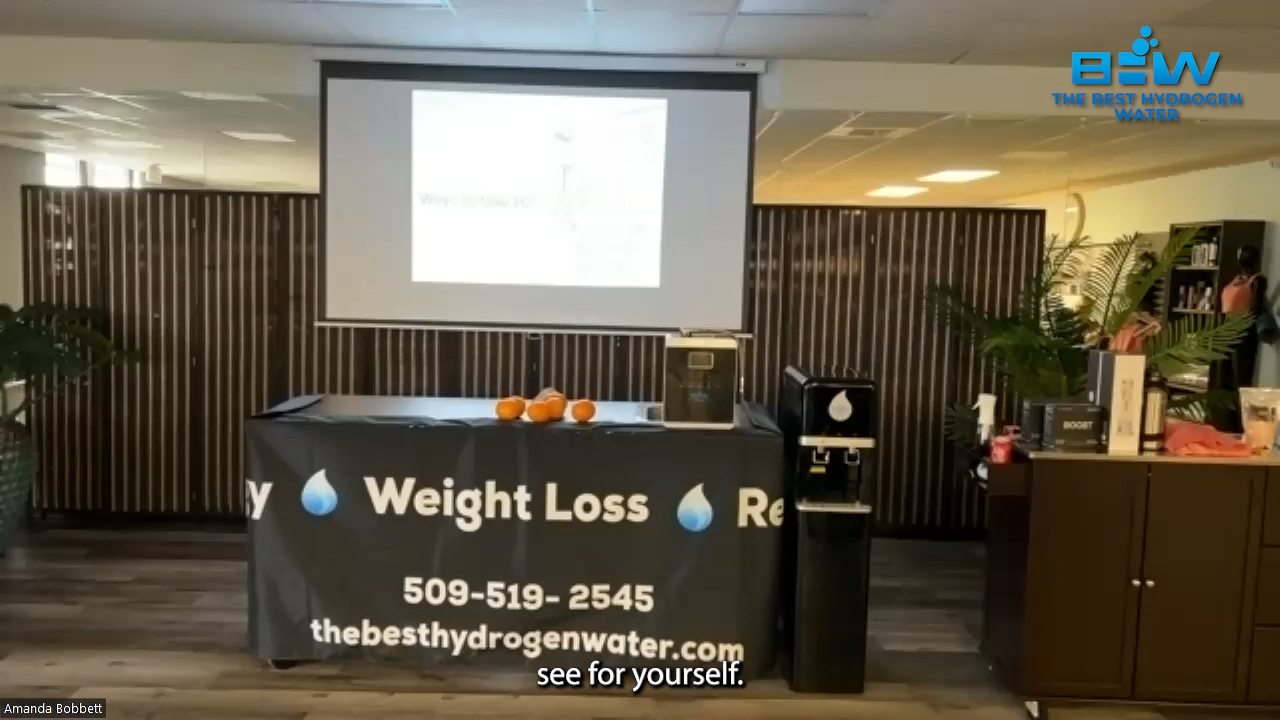 BHW
THE BEST HYDROGEN
WATER
Ways to take H2
BOOST
Weight Loss
Re
509-519- 2545
thebesthydrogenwater.com
see for yourself.
Amanda Bobbett